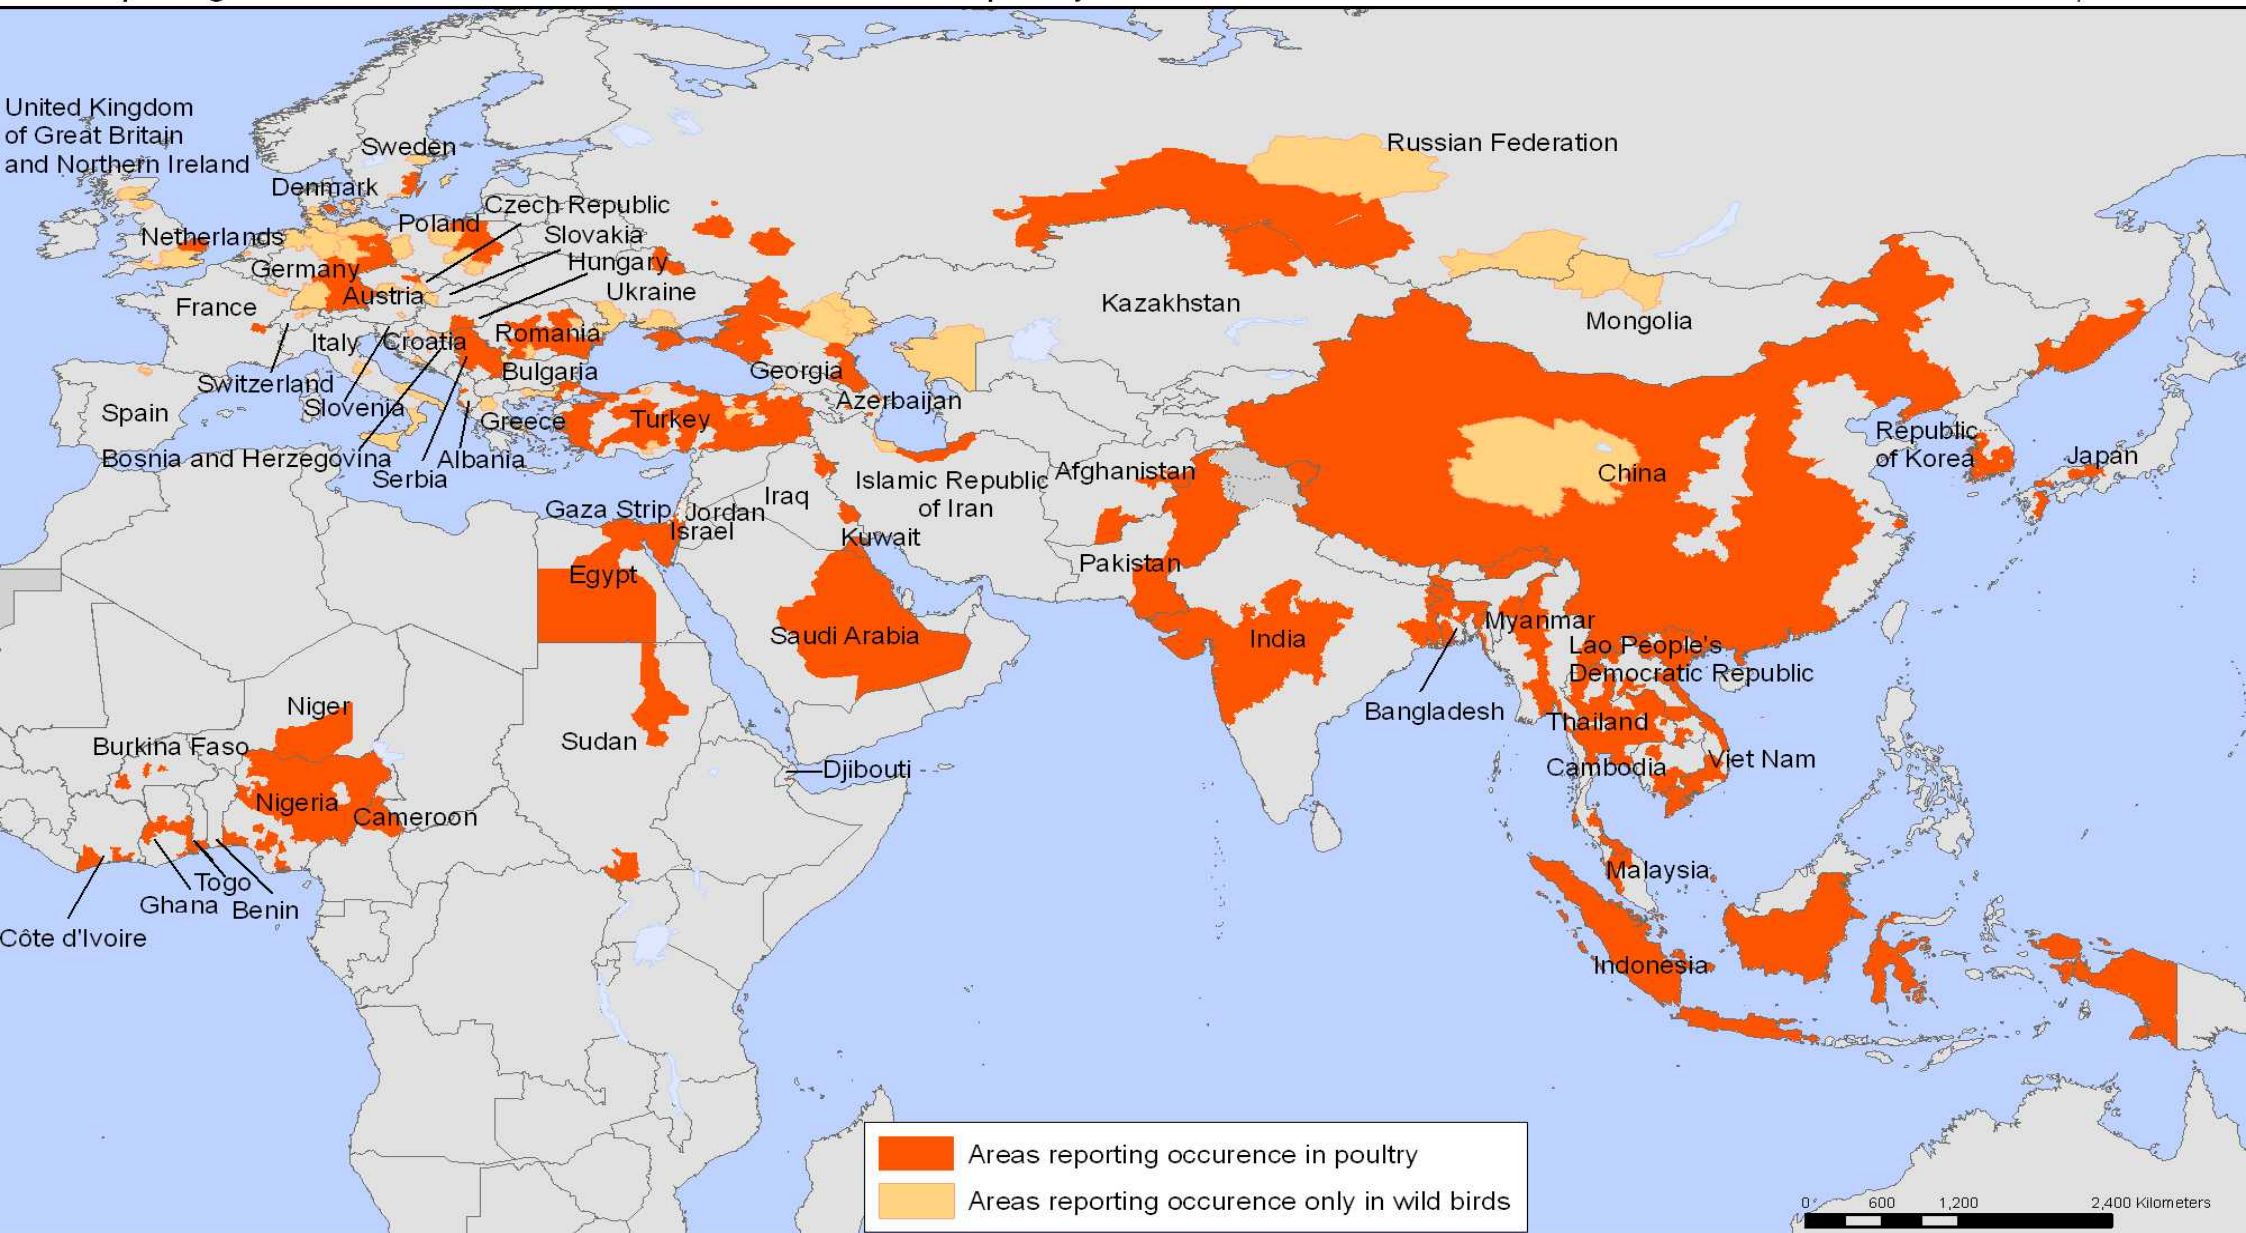 United Kingdom
of Great Britain
and Northern Ireland
Sweden
Denmark
Russian Federation
Czech Republic
Poland
Slovakia
Netherlands
Hungary
Germany
Austria
Ukraine
France
Kazakhstan
Mongolia
Italy
Croatia
Romania
Bulgaria
Georgia
Switzerland
Slovenia
Azerbaijan
Spain
Greece
Turkey
Bosnia and Herzegovina
Serbia
Albania
Republic
of Korea
Japan
Afghanistan
China
Islamic Republic
of Iran
Iraq
Gaza Strip
Jordan
Israel
Kuwait
Pakistan
Egypt
Saudi Arabia
India
Myanmar
Lao People's
Democratic Republic
Bangladesh
Thailand
Viet Nam
Cambodia
Niger
Burkina Faso
Sudan
Djibouti
Nigeria
Cameroon
Malaysia
Togo
Ghana
Benin
Côte d'Ivoire
Indonesia
Areas reporting occurence in poultry
Areas reporting occurence only in wild birds
0 600 1,200 2,400 Kilometers